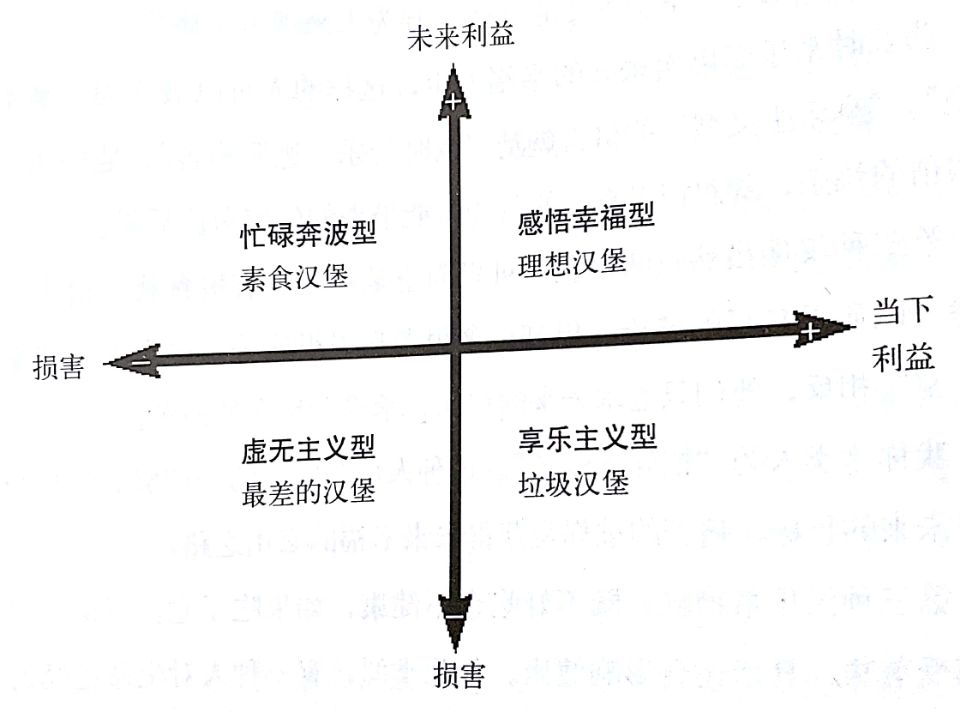 未来利益
忙碌奔波型
素食汉堡
感悟幸福型
理想汉堡
当下
利益
损害
虚无主义型
最差的汉堡
享乐主义型
垃圾汉堡
损害